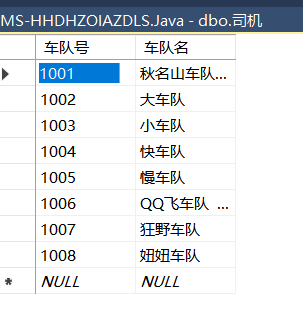 MS-HHDHZOIAZDLS.Java - dbo.司机
车队号 车队名
1001 秋名山车队...
1002 大车队
1003 小车队
1004 快车队
1005 慢车队
1006 QQ飞车队 ...
1007 狂野车队
1008 妞妞车队
* NULL NULL